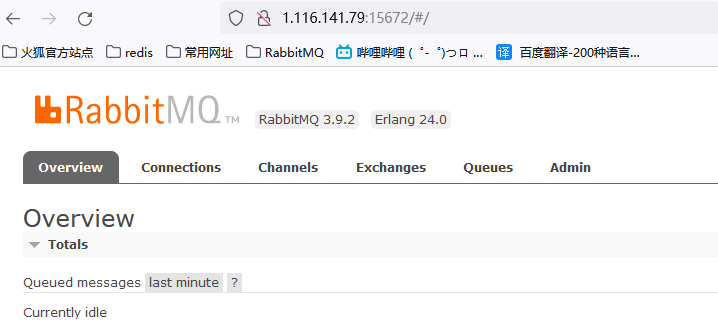 1.116.141.79:15672/#/
火狐官方站点 redis 常用网址 RabbitMQ 哔哩哔哩 ( ゜- ゜)つロ ... 译 百度翻译-200种语言...
RabbitMQ TM RabbitMQ 3.9.2 Erlang 24.0
Overview Connections Channels Exchanges Queues Admin
Overview
Totals
Queued messages last minute ?
Currently idle